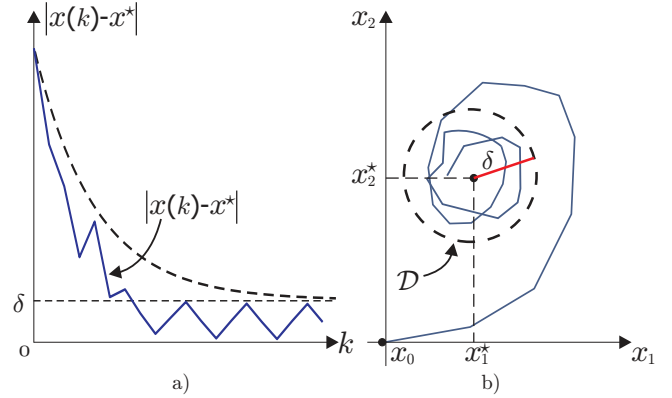 |x(k)-x*|
|x(k)-x*|
δ
o
k
a)
x₂
x₂*
δ
D
x₀
x₁*
x₁
b)